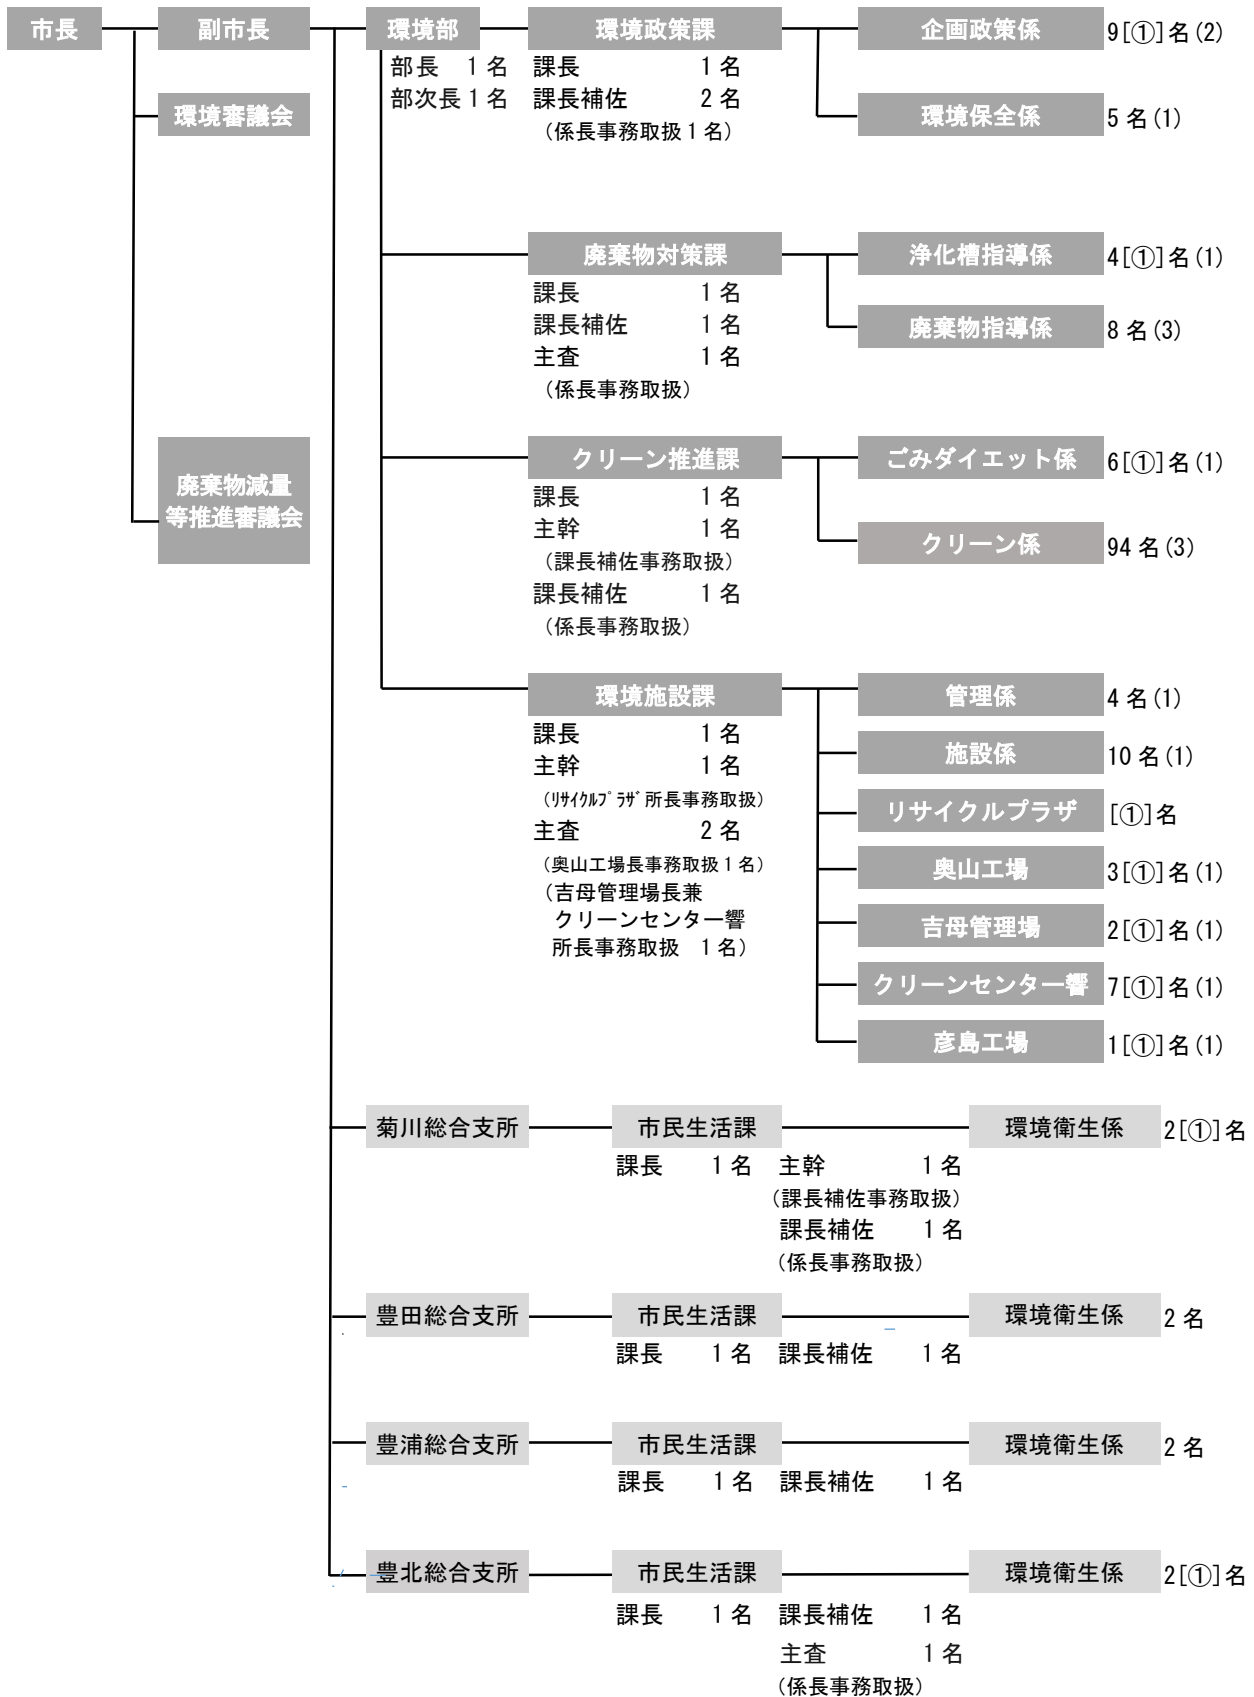 市長
副市長
環境部
環境政策課
企画政策係
9[①]名(2)
部長 1名
課長 1名
部次長1名
課長補佐 2名
（係長事務取扱1名）
環境審議会
環境保全係
5名(1)
廃棄物対策課
浄化槽指導係
4[①]名(1)
課長 1名
課長補佐 1名
主査 1名
（係長事務取扱）
廃棄物指導係
8名(3)
廃棄物減量
等推進審議会
クリーン推進課
ごみダイエット係
6[①]名(1)
課長 1名
主幹 1名
（課長補佐事務取扱）
課長補佐 1名
（係長事務取扱）
クリーン係
94名(3)
環境施設課
管理係
4名(1)
課長 1名
主幹 1名
（ﾘｻｲｸﾙﾌﾟﾗｻﾞ所長事務取扱）
主査 2名
（奥山工場長事務取扱1名）
（吉母管理場長兼
クリーンセンター響
所長事務取扱 1名）
施設係
10名(1)
リサイクルプラザ
[①]名
奥山工場
3[①]名(1)
吉母管理場
2[①]名(1)
クリーンセンター響
7[①]名(1)
彦島工場
1[①]名(1)
菊川総合支所
市民生活課
環境衛生係
2[①]名
課長 1名
主幹 1名
（課長補佐事務取扱）
課長補佐 1名
（係長事務取扱）
豊田総合支所
市民生活課
環境衛生係
2名
課長 1名
課長補佐 1名
豊浦総合支所
市民生活課
環境衛生係
2名
課長 1名
課長補佐 1名
豊北総合支所
市民生活課
環境衛生係
2[①]名
課長 1名
課長補佐 1名
主査 1名
（係長事務取扱）